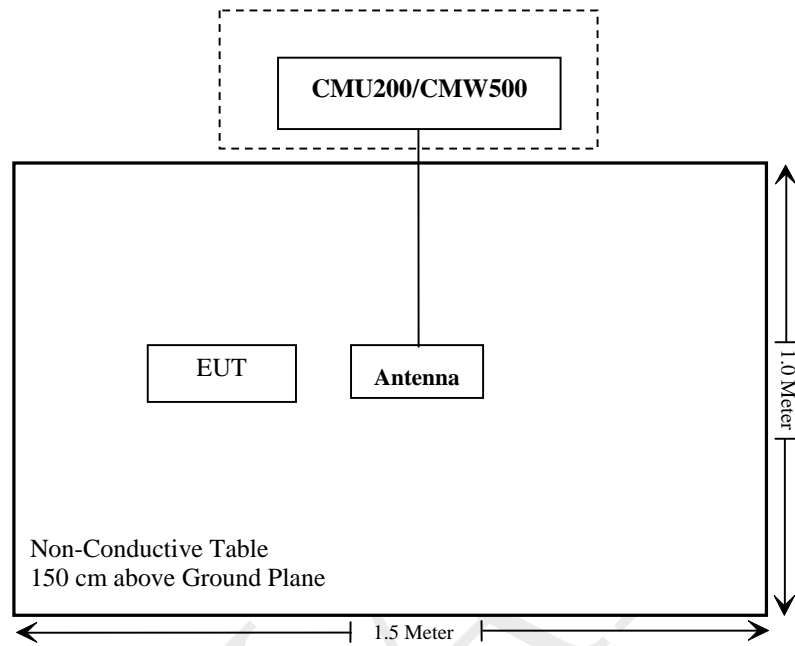 CMU200/CMW500
EUT
Antenna
1.0 Meter
Non-Conductive Table
150 cm above Ground Plane
1.5 Meter